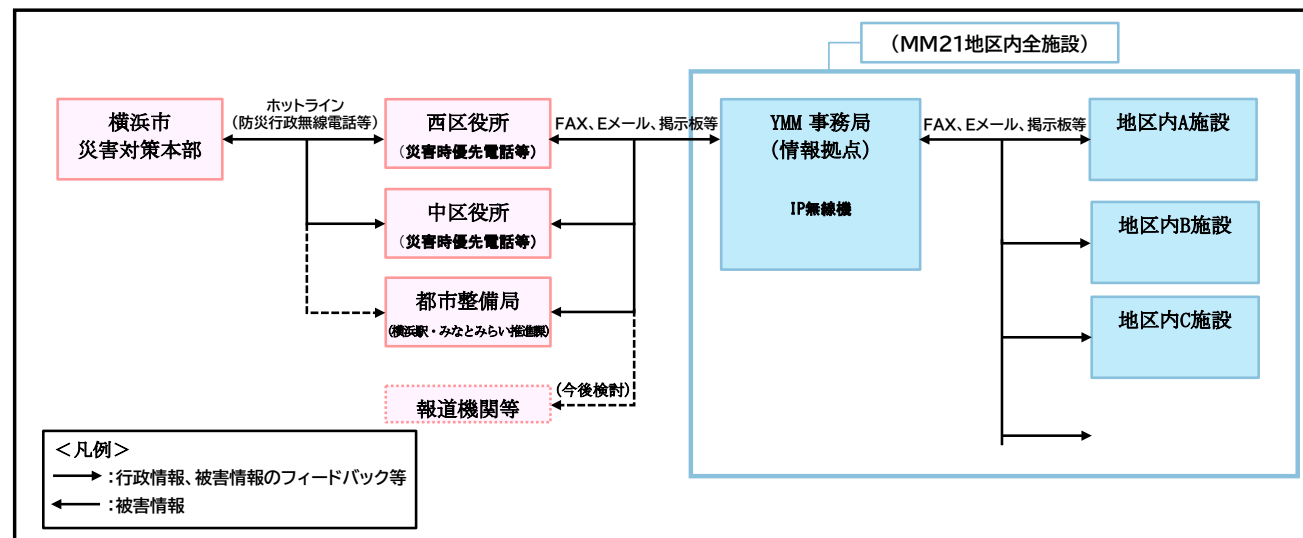 (MM21地区内全施設)
横浜市
災害対策本部
ホットライン
(防災行政無線電話等)
西区役所
(災害時優先電話等)
FAX、Eメール、掲示板等
YMM 事務局
(情報拠点)
IP無線機
FAX、Eメール、掲示板等
地区内A施設
中区役所
(災害時優先電話等)
地区内B施設
都市整備局
(横浜駅・みなとみらい推進課)
地区内C施設
(今後検討)
報道機関等
<凡例>
:行政情報、被害情報のフィードバック等
:被害情報